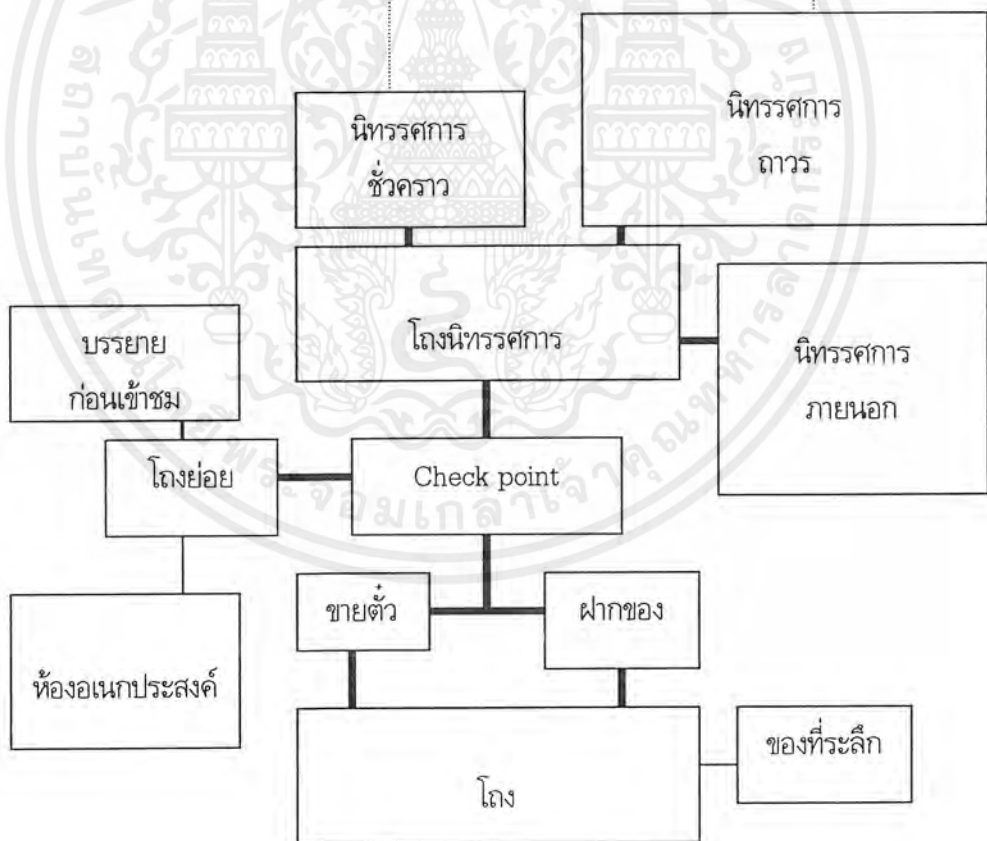 นิทรรศการ
ชั่วคราว
นิทรรศการ
ถาวร
โถงนิทรรศการ
นิทรรศการ
ภายนอก
บรรยาย
ก่อนเข้าชม
โถงย่อย
Check point
ขายตั๋ว
ฝากของ
ห้องอเนกประสงค์
ของที่ระลึก
โถง